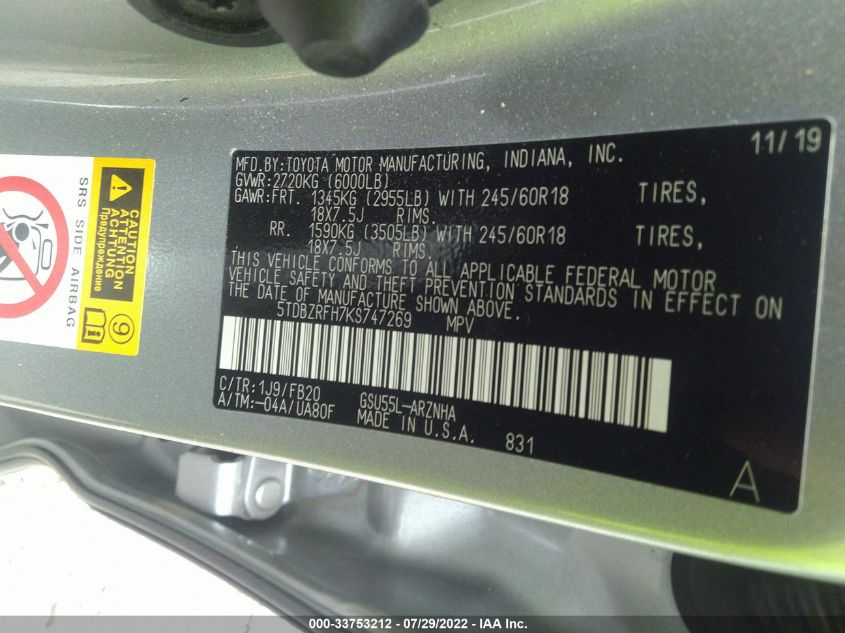 CAUTION
ATTENTION
ACHTUNG
Предупреждение
SIDE AIRBAG
9
11/19
MFD.BY:TOYOTA MOTOR MANUFACTURING, INDIANA, INC.
GVWR:2720KG (6000LB)
GAWR:FRT. 1345KG (2955LB) WITH 245/60R18 TIRES,
18X7.5J RIMS.
RR. 1590KG (3505LB) WITH 245/60R18 TIRES,
18X7.5J RIMS.
THIS VEHICLE CONFORMS TO ALL APPLICABLE FEDERAL MOTOR
VEHICLE SAFETY AND THEFT PREVENTION STANDARDS IN EFFECT ON
THE DATE OF MANUFACTURE SHOWN ABOVE.
5TDBZRFH7KS747269 MPV
C/TR:1J9/FB20 GSU55L-ARZNHA
A/TM:-04A/UA80F MADE IN U.S.A. 831
A
000-33753212 - 07/29/2022 - IAA Inc.